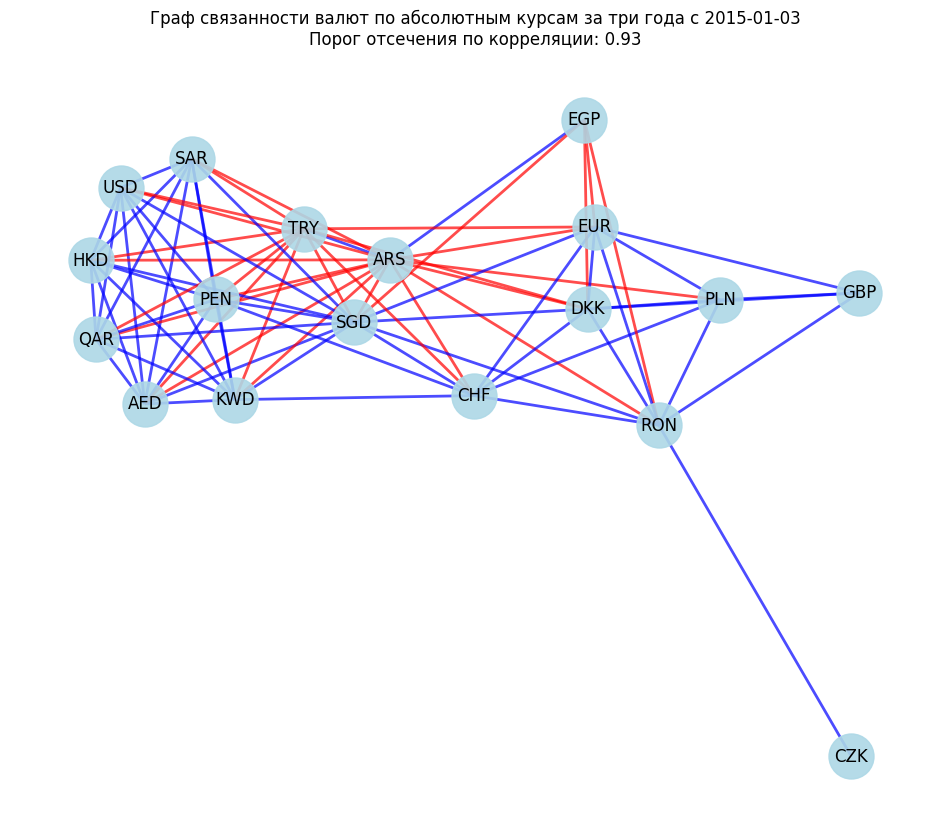 Граф связанности валют по абсолютным курсам за три года с 2015-01-03
Порог отсечения по корреляции: 0.93
EGP
SAR
USD
TRY
EUR
HKD
ARS
PEN
GBP
PLN
DKK
SGD
QAR
CHF
KWD
AED
RON
CZK